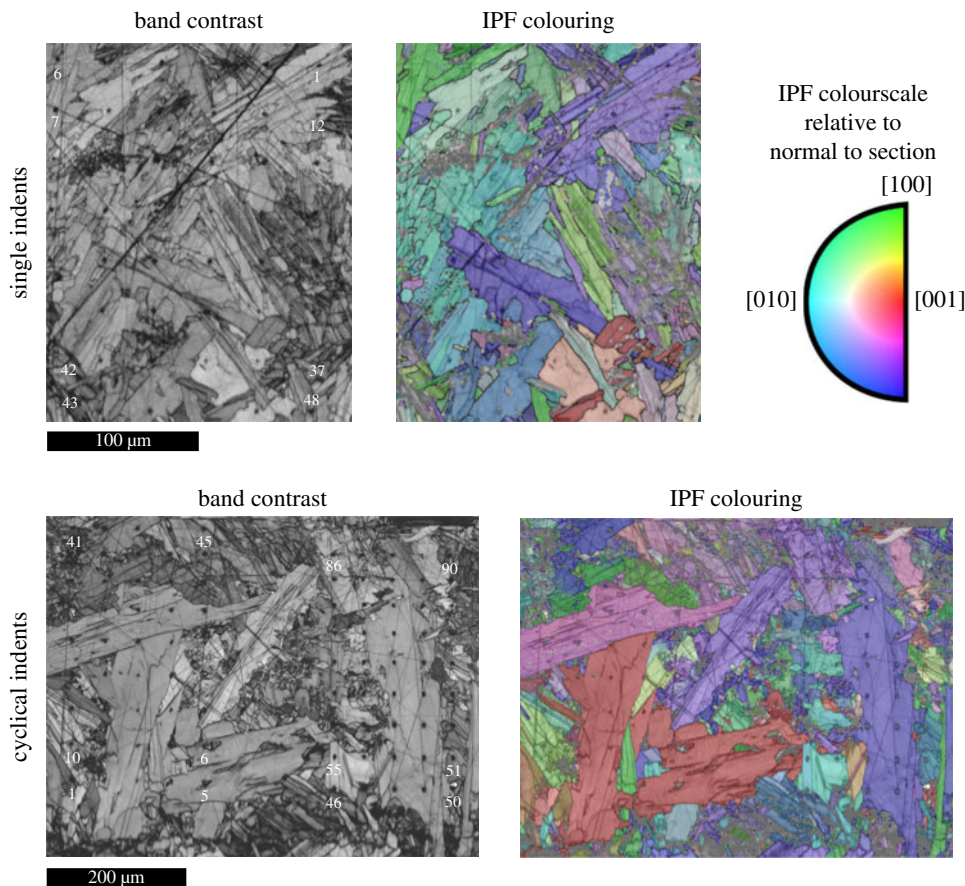 band contrast
IPF colouring
single indents
6
1
7
12
42
37
43
48
100 µm
IPF colourscale
relative to
normal to section
[100]
[010]
[001]
band contrast
IPF colouring
cyclical indents
41
45
86
90
10
6
55
51
1
5
46
50
200 µm